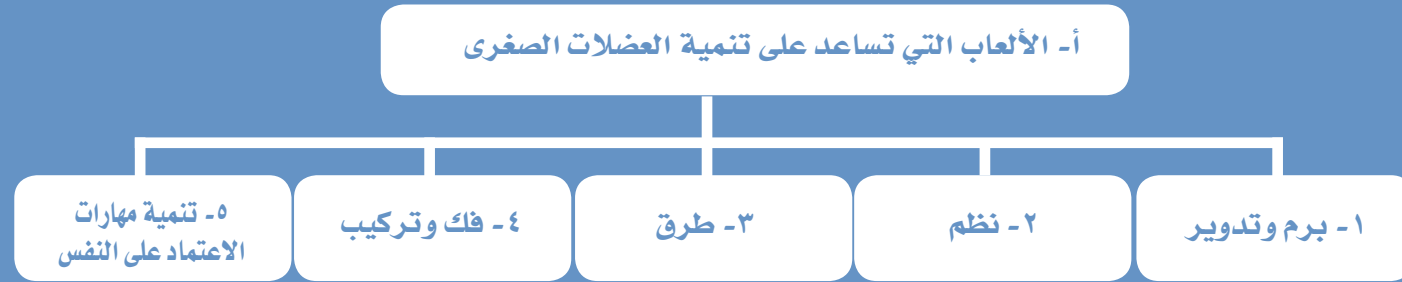 أ- الألعاب التي تساعد على تنمية العضلات الصغرى
١- برم وتدوير
٢- نظم
٣- طرق
٤- فك وتركيب
٥- تنمية مهارات
الاعتماد على النفس